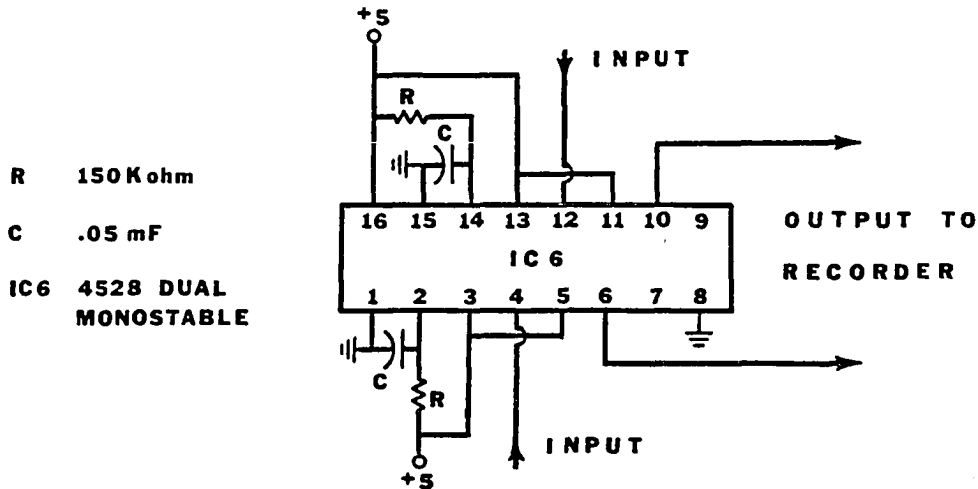 +5
INPUT
R
C
R 150 K ohm
C .05 mF
IC6 4528 DUAL
MONOSTABLE
16 15 14 13 12 11 10 9
IC 6
1 2 3 4 5 6 7 8
OUTPUT TO
RECORDER
C
R
INPUT
+5